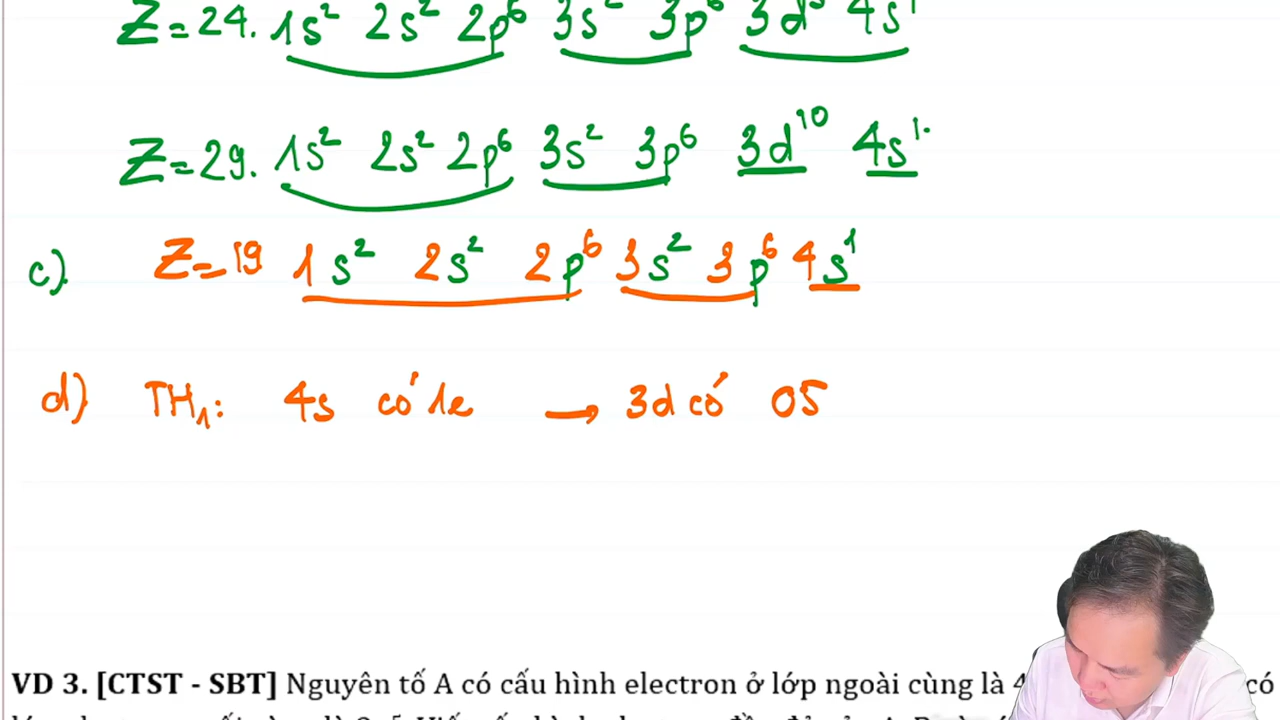 Z=24. 1s² 2s² 2p⁶ 3s² 3p⁶ 3d⁵ 4s¹
Z=29. 1s² 2s² 2p⁶ 3s² 3p⁶ 3d¹⁰ 4s¹.
c). Z=19 1s² 2s² 2p⁶ 3s² 3p⁶ 4s¹
d) TH₁: 4s có 1e → 3d có 05
VD 3. [CTST - SBT] Nguyên tố A có cấu hình electron ở lớp ngoài cùng là 4 có